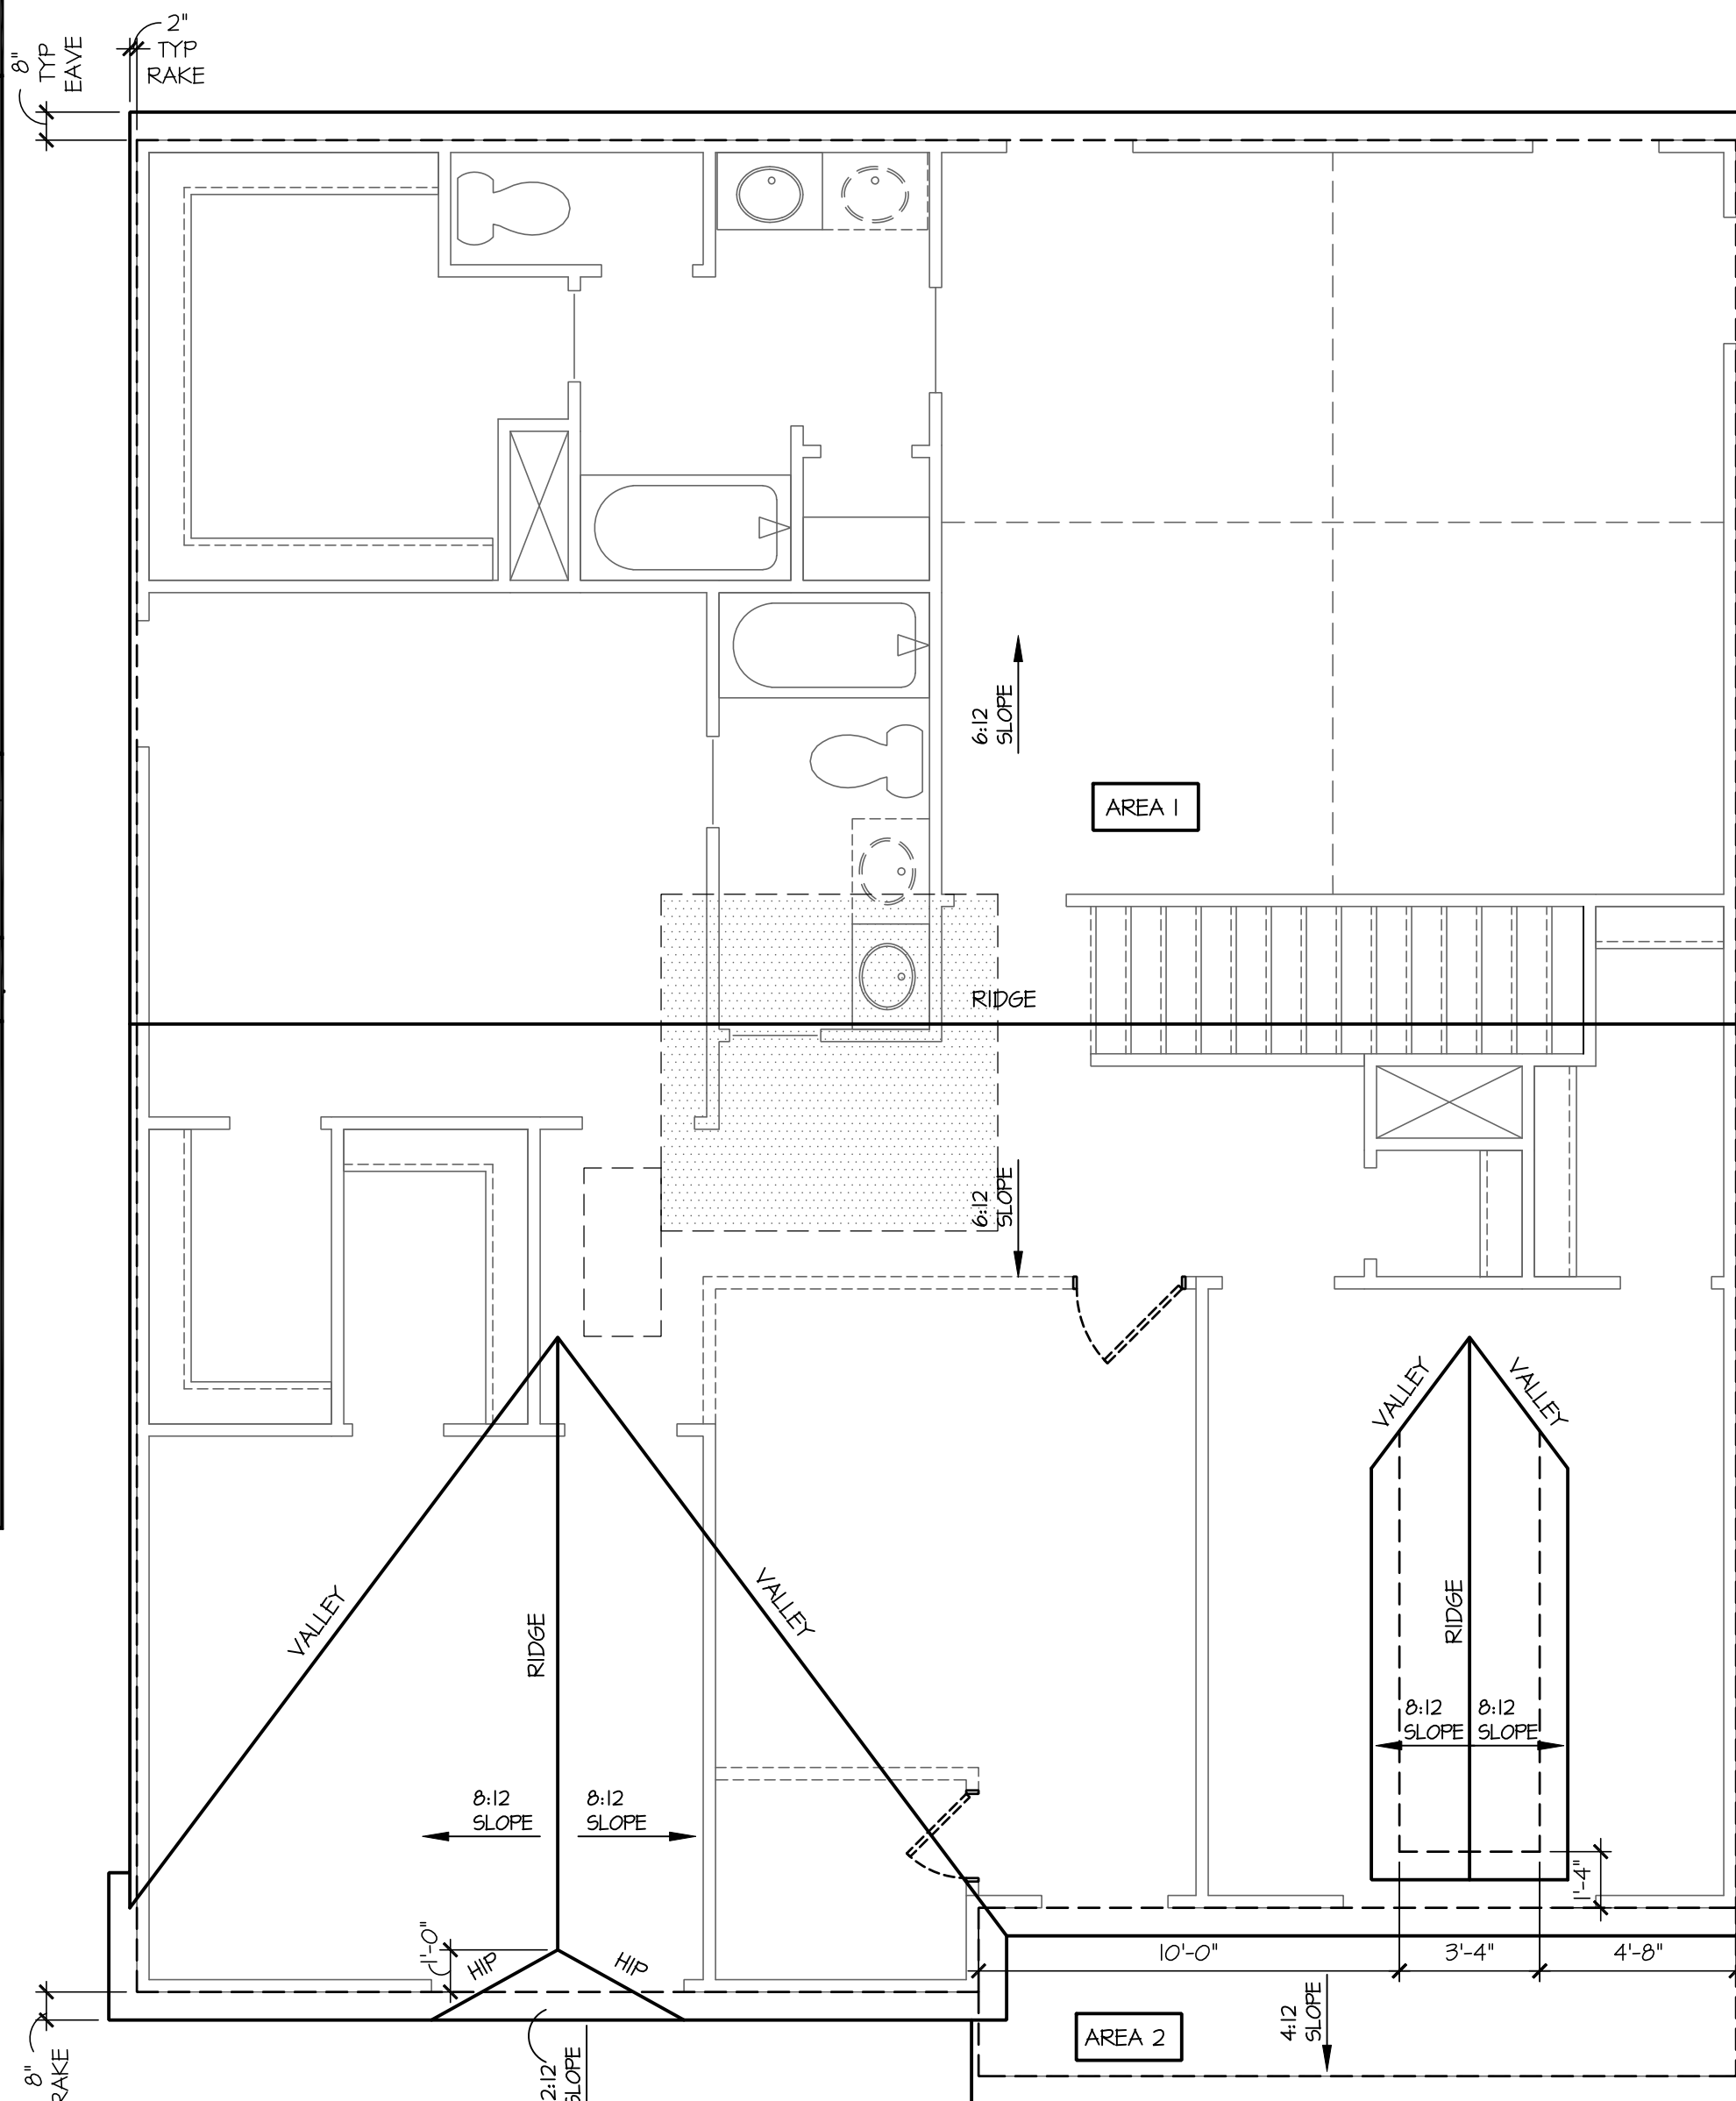 2"
TYP
RAKE
8"
TYP
EAVE
6:12
SLOPE
AREA 1
RIDGE
6:12
SLOPE
VALLEY
VALLEY
VALLEY
RIDGE
VALLEY
RIDGE
8:12
SLOPE
8:12
SLOPE
8:12
SLOPE
8:12
SLOPE
1'-4"
1'-0"
HIP
HIP
10'-0"
3'-4"
4'-8"
4:12
SLOPE
AREA 2
8"
RAKE
2:12
SLOPE